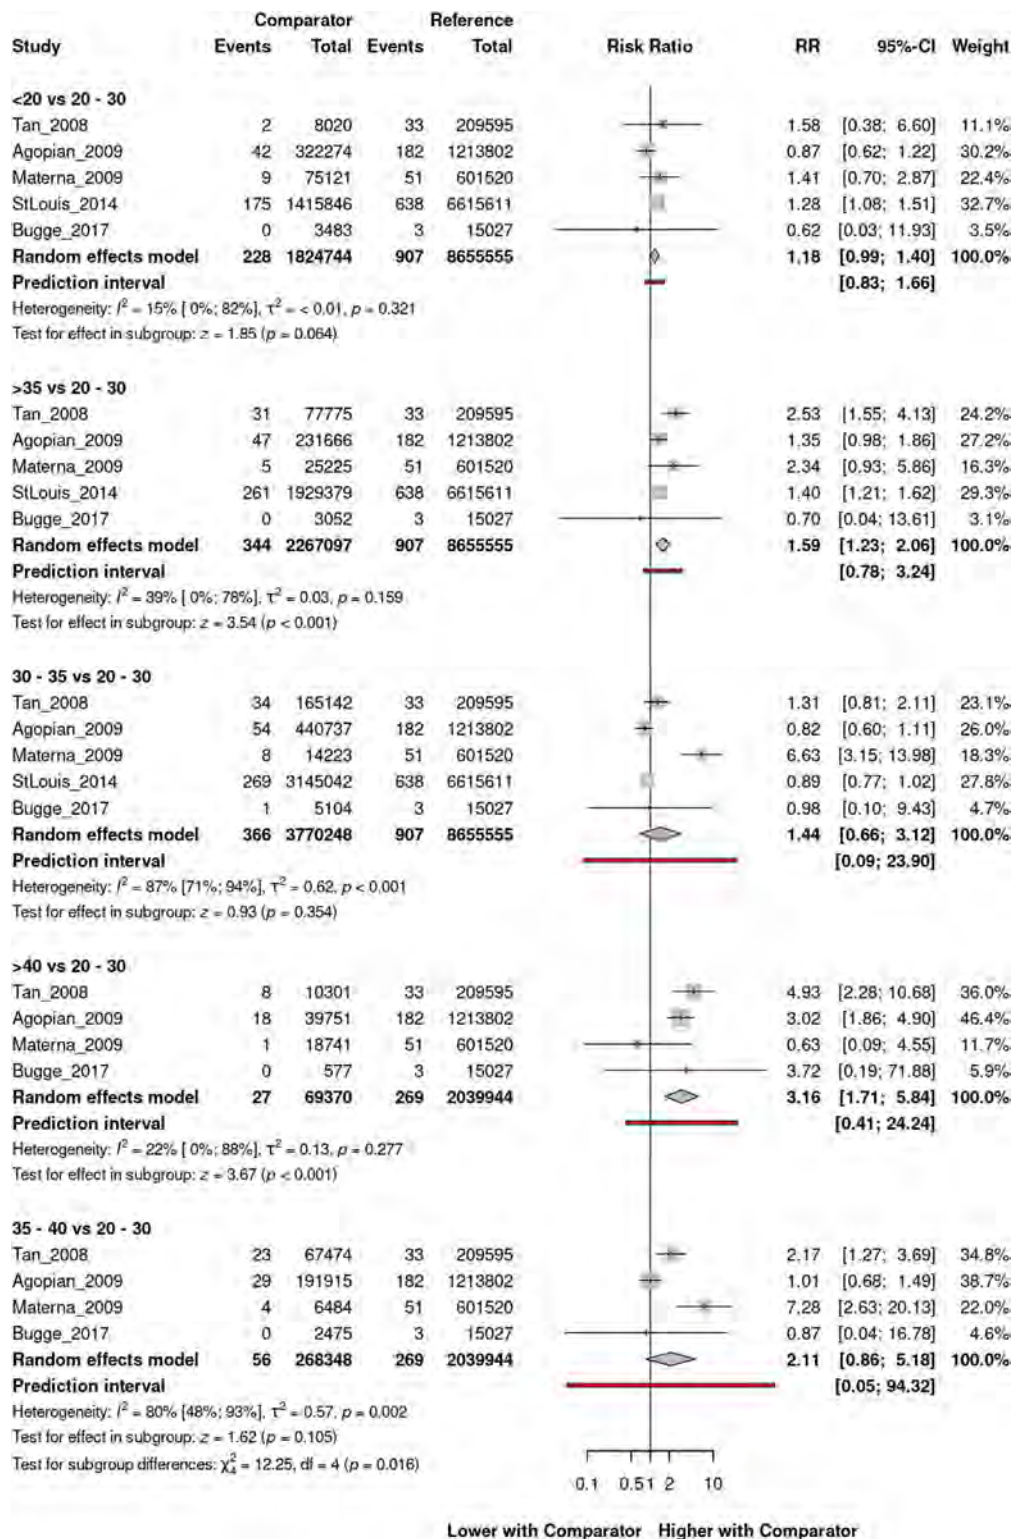 Comparator Reference
Study Events Total Events Total Risk Ratio RR 95%-CI Weight
<20 vs 20 - 30
Tan_2008 2 8020 33 209595 1.58 [0.38; 6.60] 11.1%
Agopian_2009 42 322274 182 1213802 0.87 [0.62; 1.22] 30.2%
Materna_2009 9 75121 51 601520 1.41 [0.70; 2.87] 22.4%
StLouis_2014 175 1415846 638 6615611 1.28 [1.08; 1.51] 32.7%
Bugge_2017 0 3483 3 15027 0.62 [0.03; 11.93] 3.5%
Random effects model 228 1824744 907 8655555 1.18 [0.99; 1.40] 100.0%
Prediction interval [0.83; 1.66]
Heterogeneity: I² = 15% [ 0%; 82%], τ² = < 0.01, p = 0.321
Test for effect in subgroup: z = 1.85 (p = 0.064)
>35 vs 20 - 30
Tan_2008 31 77775 33 209595 2.53 [1.55; 4.13] 24.2%
Agopian_2009 47 231666 182 1213802 1.35 [0.98; 1.86] 27.2%
Materna_2009 5 25225 51 601520 2.34 [0.93; 5.86] 16.3%
StLouis_2014 261 1929379 638 6615611 1.40 [1.21; 1.62] 29.3%
Bugge_2017 0 3052 3 15027 0.70 [0.04; 13.61] 3.1%
Random effects model 344 2267097 907 8655555 1.59 [1.23; 2.06] 100.0%
Prediction interval [0.78; 3.24]
Heterogeneity: I² = 39% [ 0%; 78%], τ² = 0.03, p = 0.159
Test for effect in subgroup: z = 3.54 (p < 0.001)
30 - 35 vs 20 - 30
Tan_2008 34 165142 33 209595 1.31 [0.81; 2.11] 23.1%
Agopian_2009 54 440737 182 1213802 0.82 [0.60; 1.11] 26.0%
Materna_2009 8 14223 51 601520 6.63 [3.15; 13.98] 18.3%
StLouis_2014 269 3145042 638 6615611 0.89 [0.77; 1.02] 27.8%
Bugge_2017 1 5104 3 15027 0.98 [0.10; 9.43] 4.7%
Random effects model 366 3770248 907 8655555 1.44 [0.66; 3.12] 100.0%
Prediction interval [0.09; 23.90]
Heterogeneity: I² = 87% [71%; 94%], τ² = 0.62, p < 0.001
Test for effect in subgroup: z = 0.93 (p = 0.354)
>40 vs 20 - 30
Tan_2008 8 10301 33 209595 4.93 [2.28; 10.68] 36.0%
Agopian_2009 18 39751 182 1213802 3.02 [1.86; 4.90] 46.4%
Materna_2009 1 18741 51 601520 0.63 [0.09; 4.55] 11.7%
Bugge_2017 0 577 3 15027 3.72 [0.19; 71.88] 5.9%
Random effects model 27 69370 269 2039944 3.16 [1.71; 5.84] 100.0%
Prediction interval [0.41; 24.24]
Heterogeneity: I² = 22% [ 0%; 88%], τ² = 0.13, p = 0.277
Test for effect in subgroup: z = 3.67 (p < 0.001)
35 - 40 vs 20 - 30
Tan_2008 23 67474 33 209595 2.17 [1.27; 3.69] 34.8%
Agopian_2009 29 191915 182 1213802 1.01 [0.68; 1.49] 38.7%
Materna_2009 4 6484 51 601520 7.28 [2.63; 20.13] 22.0%
Bugge_2017 0 2475 3 15027 0.87 [0.04; 16.78] 4.6%
Random effects model 56 268348 269 2039944 2.11 [0.86; 5.18] 100.0%
Prediction interval [0.05; 94.32]
Heterogeneity: I² = 80% [48%; 93%], τ² = 0.57, p = 0.002
Test for effect in subgroup: z = 1.62 (p = 0.105)
Test for subgroup differences: χ²₄ = 12.25, df = 4 (p = 0.016)
0.1 0.5 1 2 10
Lower with Comparator Higher with Comparator